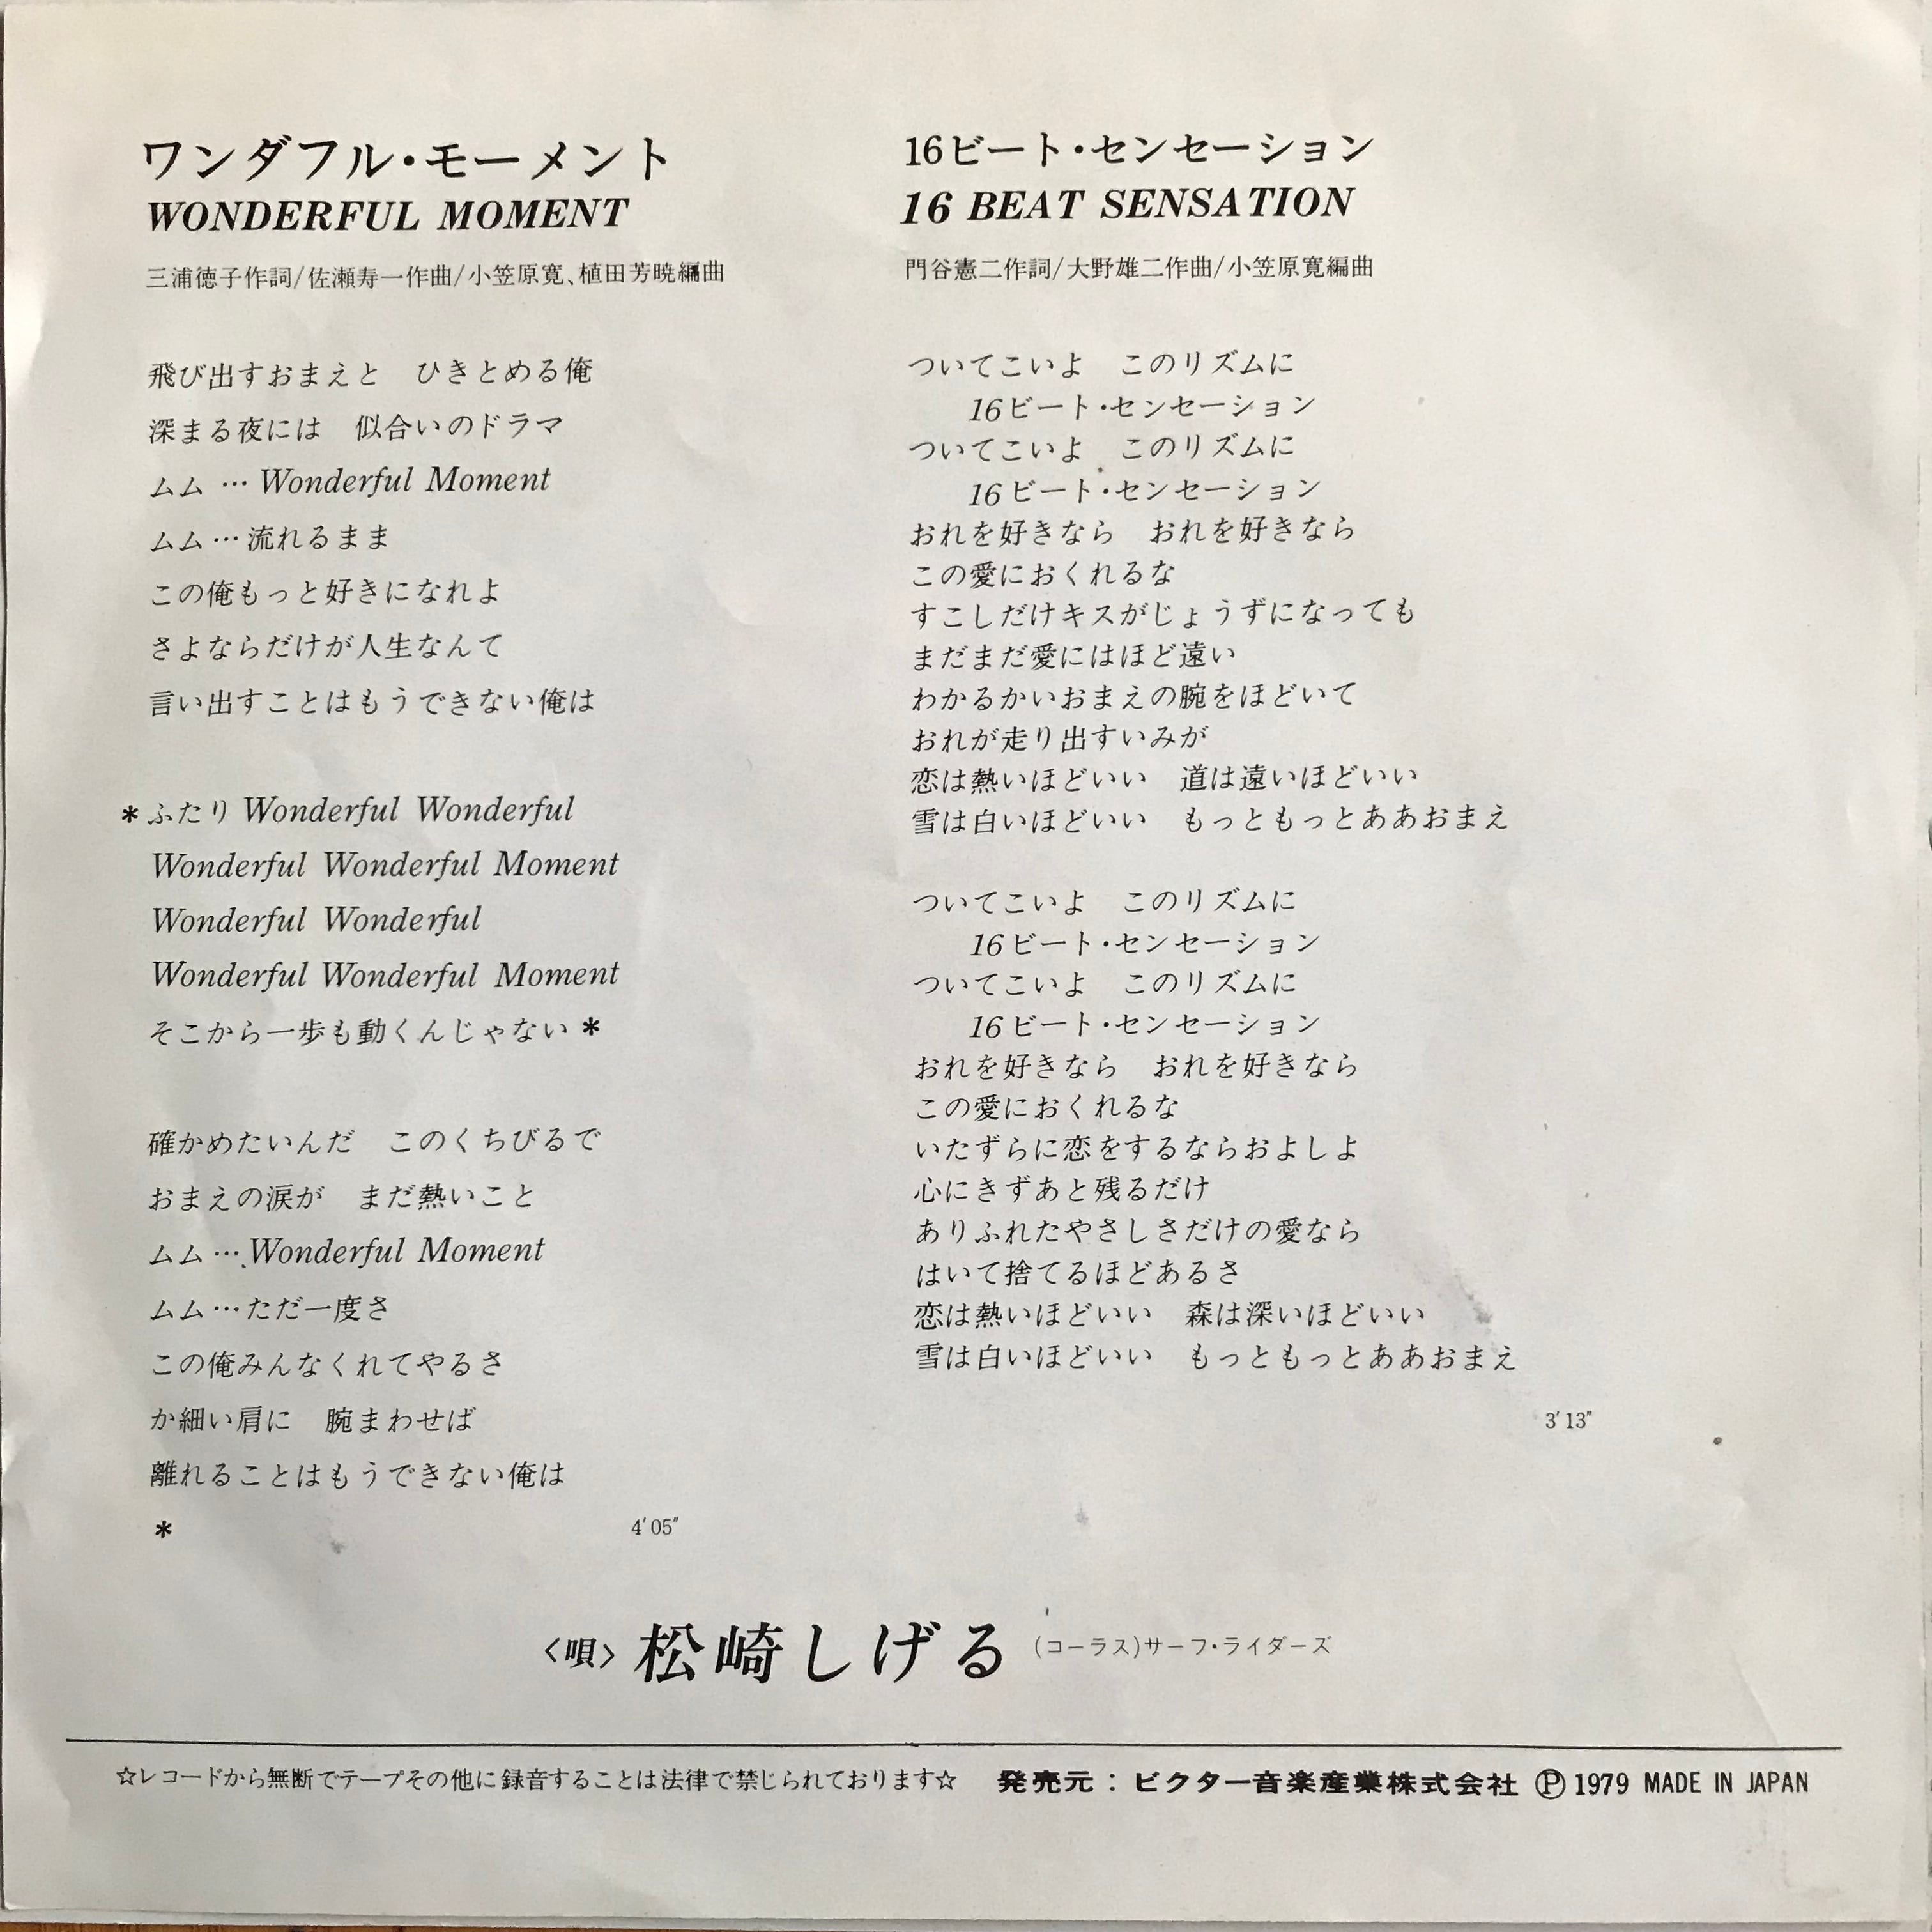 ワンダフル・モーメント
WONDERFUL MOMENT
三浦徳子作詞/佐瀬寿一作曲/小笠原寛、植田芳暁編曲
飛び出すおまえと　ひきとめる俺
深まる夜には　似合いのドラマ
ムム … Wonderful Moment
ムム…流れるまま
この俺もっと好きになれよ
さよならだけが人生なんて
言い出すことはもうできない俺は
*ふたり Wonderful Wonderful
Wonderful Wonderful Moment
Wonderful Wonderful
Wonderful Wonderful Moment
そこから一歩も動くんじゃない *
確かめたいんだ　このくちびるで
おまえの涙が　まだ熱いこと
ムム…Wonderful Moment
ムム…ただ一度さ
この俺みんなくれてやるさ
か細い肩に　腕まわせば
離れることはもうできない俺は
*
4′05″
16ビート・センセーション
16 BEAT SENSATION
門谷憲二作詞/大野雄二作曲/小笠原寛編曲
ついてこいよ　このリズムに
16ビート・センセーション
ついてこいよ　このリズムに
16ビート・センセーション
おれを好きなら　おれを好きなら
この愛におくれるな
すこしだけキスがじょうずになっても
まだまだ愛にはほど遠い
わかるかいおまえの腕をほどいて
おれが走り出すいみが
恋は熱いほどいい　道は遠いほどいい
雪は白いほどいい　もっともっとああおまえ
ついてこいよ　このリズムに
16ビート・センセーション
ついてこいよ　このリズムに
16ビート・センセーション
おれを好きなら　おれを好きなら
この愛におくれるな
いたずらに恋をするならおよしよ
心にきずあと残るだけ
ありふれたやさしさだけの愛なら
はいて捨てるほどあるさ
恋は熱いほどいい　森は深いほどいい
雪は白いほどいい　もっともっとああおまえ
3′13″
〈唄〉松崎しげる (コーラス)サーフ・ライダーズ
☆レコードから無断でテープその他に録音することは法律で禁じられております☆　発売元：ビクター音楽産業株式会社 Ⓟ 1979 MADE IN JAPAN